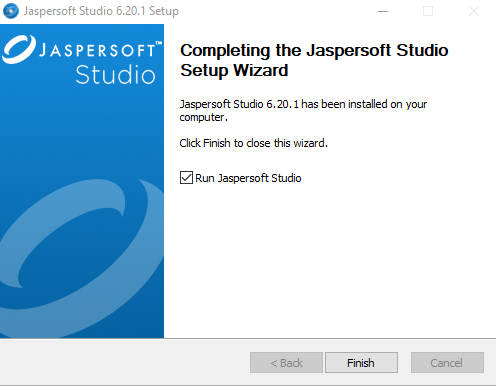 Jaspersoft Studio 6.20.1 Setup
JASPERSOFT™
Studio
Completing the Jaspersoft Studio
Setup Wizard
Jaspersoft Studio 6.20.1 has been installed on your
computer.
Click Finish to close this wizard.
Run Jaspersoft Studio
< Back
Finish
Cancel